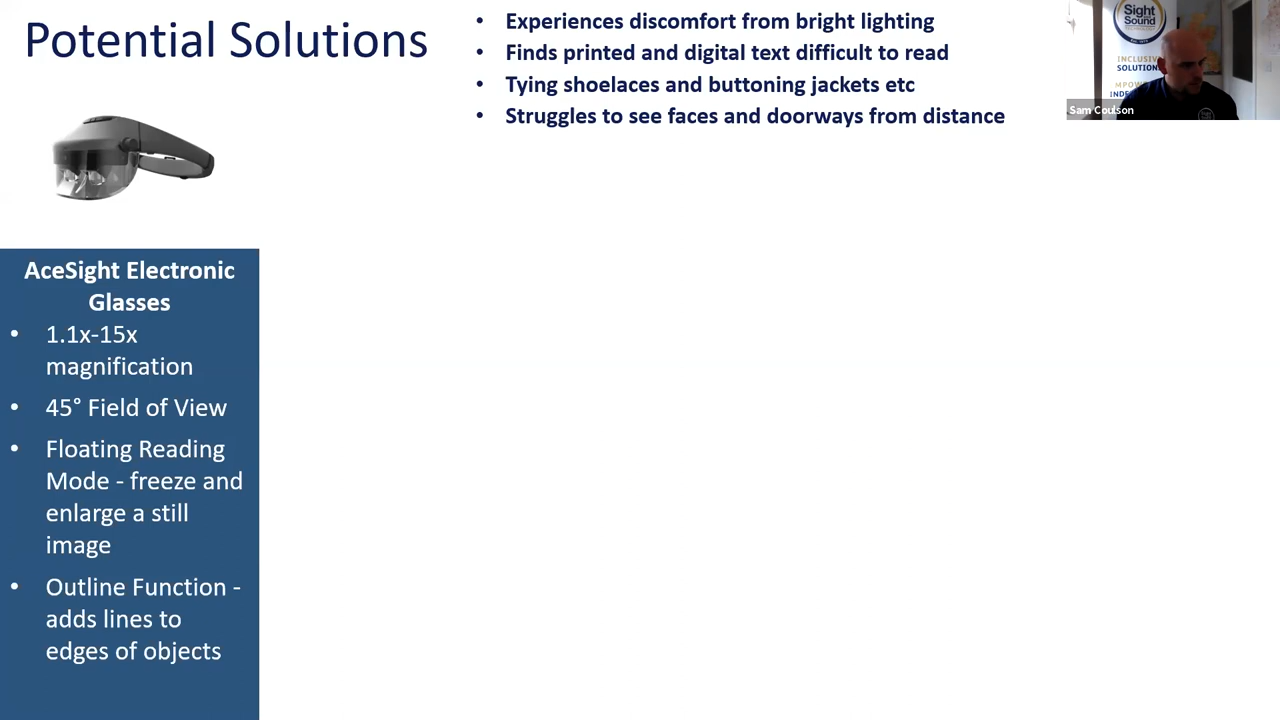 Potential Solutions
• Experiences discomfort from bright lighting
• Finds printed and digital text difficult to read
• Tying shoelaces and buttoning jackets etc
• Struggles to see faces and doorways from distance
Sight
Sound
INCLUSIVE
SOLUTION
Sam Coulson
AceSight Electronic
Glasses
• 1.1x-15x
magnification
• 45° Field of View
• Floating Reading
Mode - freeze and
enlarge a still
image
• Outline Function -
adds lines to
edges of objects